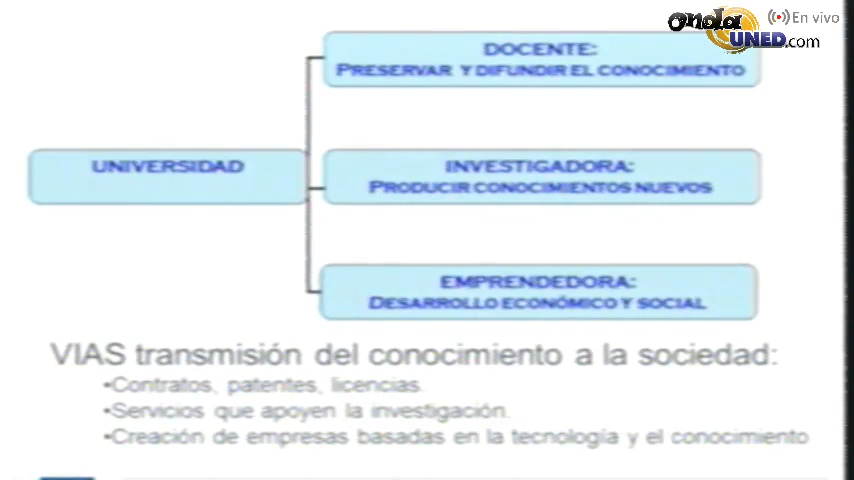 Onda
UNED.com
En vivo
DOCENTE:
PRESERVAR Y DIFUNDIR EL CONOCIMIENTO
UNIVERSIDAD
INVESTIGADORA:
PRODUCIR CONOCIMIENTOS NUEVOS
EMPRENDEDORA:
DESARROLLO ECONÓMICO Y SOCIAL
VIAS transmisión del conocimiento a la sociedad:
•Contratos, patentes, licencias.
•Servicios que apoyen la investigación.
•Creación de empresas basadas en la tecnología y el conocimiento